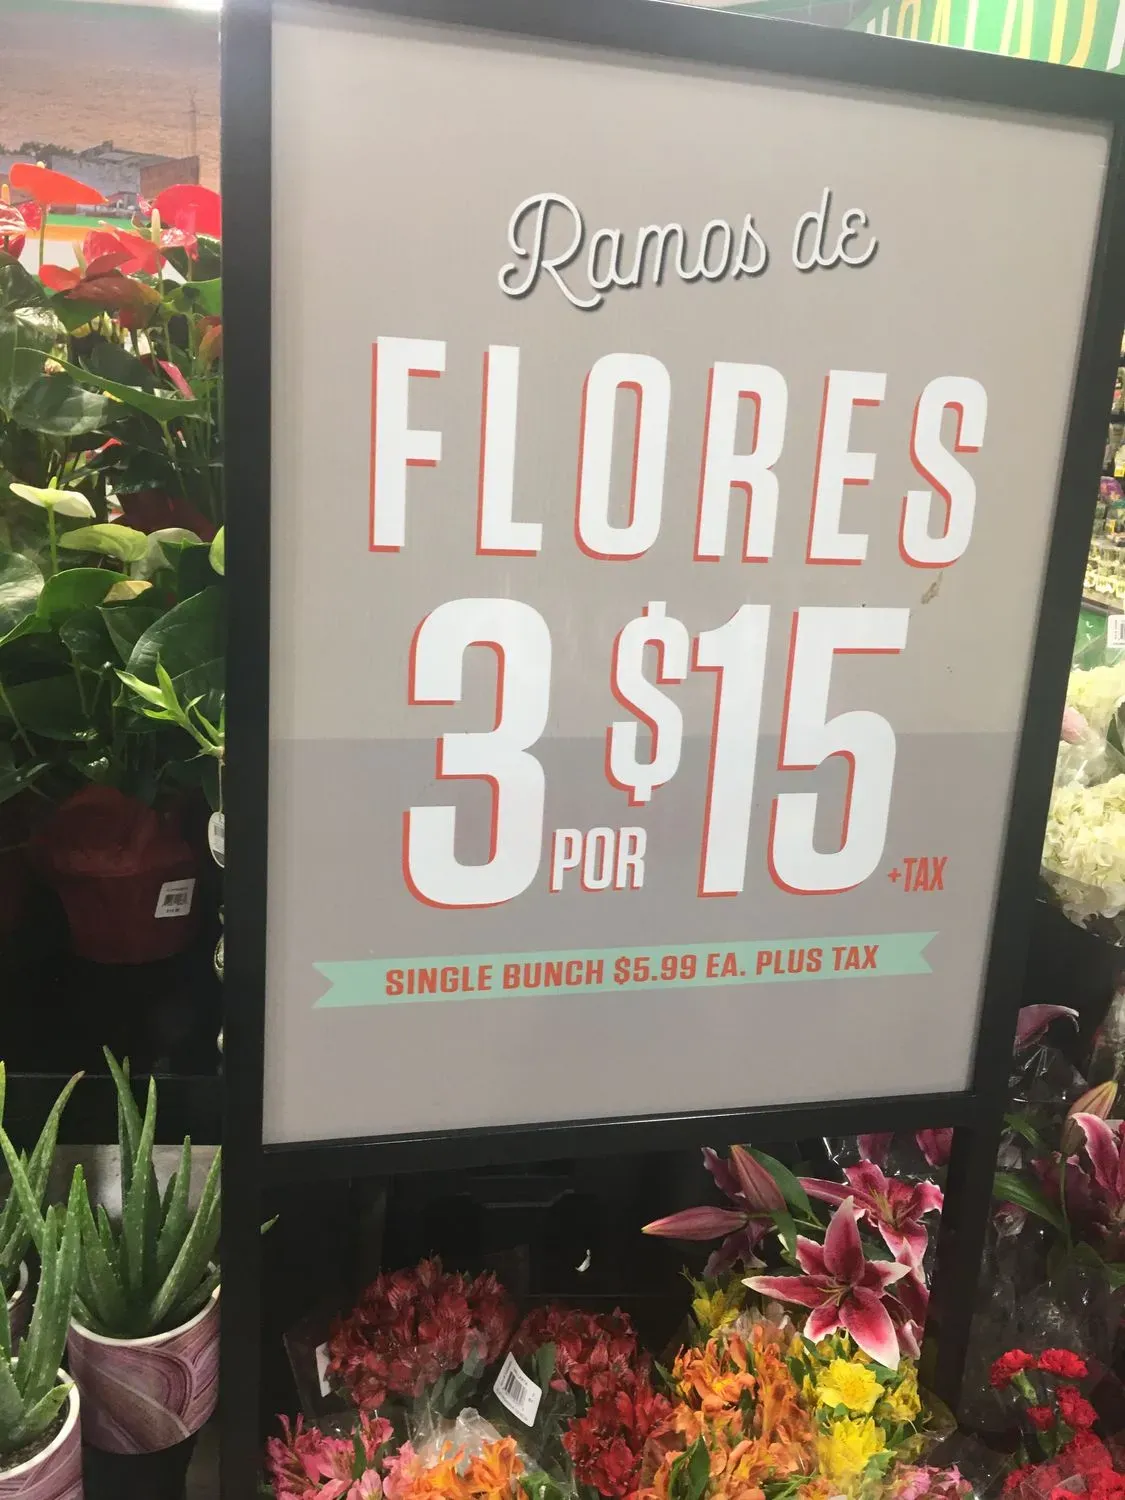 Ramos de
FLORES
3 POR $15 +TAX
SINGLE BUNCH $5.99 EA. PLUS TAX